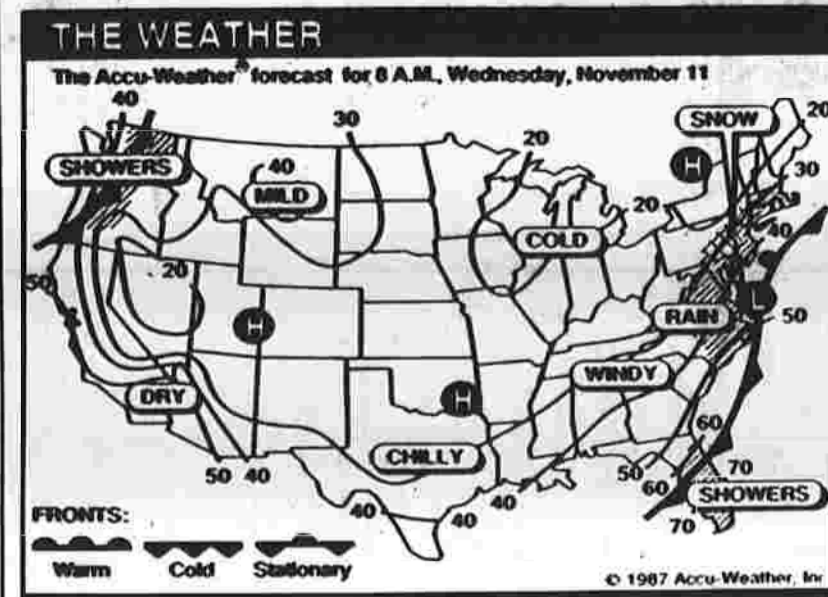 THE WEATHER
The Accu-Weather® forecast for 8 A.M., Wednesday, November 11
40
30
20
SNOW
20
SHOWERS
40
MILD
H
30
20
COLD
40
50
20
H
L
RAIN
50
DRY
H
WINDY
CHILLY
60
50 40
50
60
70
SHOWERS
40
40
40
70
FRONTS:
Warm Cold Stationary
© 1987 Accu-Weather, Inc